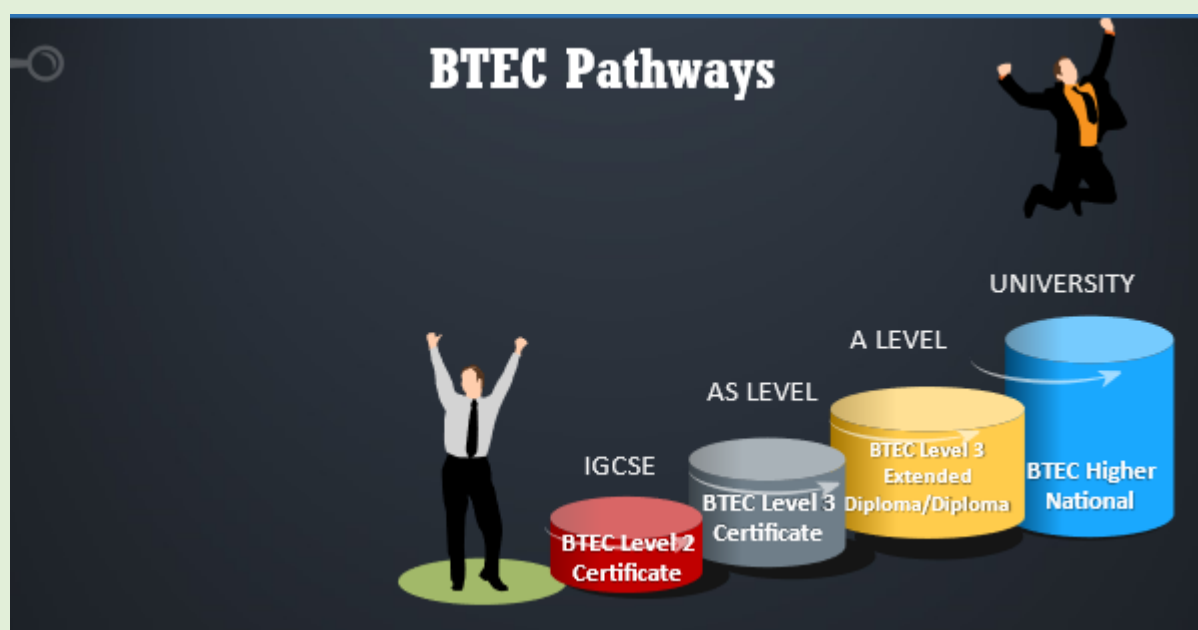 BTEC Pathways
UNIVERSITY
A LEVEL
AS LEVEL
IGCSE
BTEC Level 2
Certificate
BTEC Level 3
Certificate
BTEC Level 3
Extended
Diploma/Diploma
BTEC Higher
National